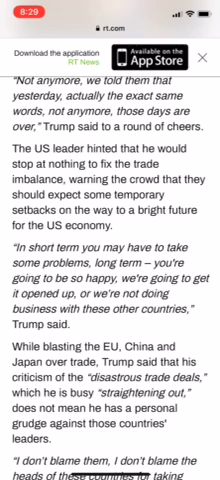 8:29
rt.com
Download the application
RT News
Available on the
App Store
"Not anymore, we told them that
yesterday, actually the exact same
words, not anymore, those days are
over," Trump said to a round of cheers.
The US leader hinted that he would
stop at nothing to fix the trade
imbalance, warning the crowd that they
should expect some temporary
setbacks on the way to a bright future
for the US economy.
"In short term you may have to take
some problems, long term – you're
going to be so happy, we're going to get
it opened up, or we're not doing
business with these other countries,"
Trump said.
While blasting the EU, China and
Japan over trade, Trump said that his
criticism of the "disastrous trade deals,"
which he is busy "straightening out,"
does not mean he has a personal
grudge against those countries'
leaders.
"I don't blame them, I don't blame the
heads of these countries for taking